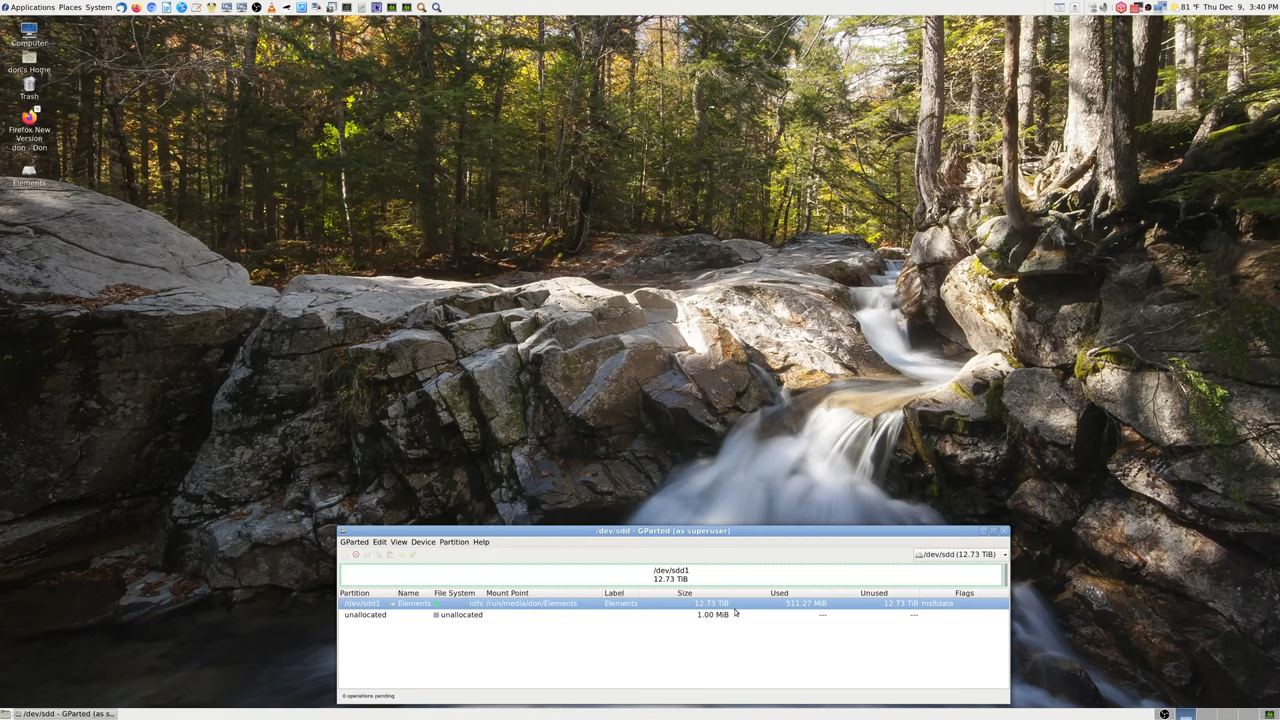 Applications Places System
81 °F Thu Dec 9, 3:40 PM
Computer
don's Home
Trash
Firefox New
Version
don - Don
Elements
/dev/sdd - GParted (as superuser)
GParted Edit View Device Partition Help
/dev/sdd (12.73 TiB)
/dev/sdd1
12.73 TiB
Partition Name File System Mount Point Label Size Used Unused Flags
/dev/sdd1 Elements ntfs /run/media/don/Elements Elements 12.73 TiB 511.27 MiB 12.73 TiB msftdata
unallocated unallocated 1.00 MiB --- ---
0 operations pending
/dev/sdd - GParted (as s...